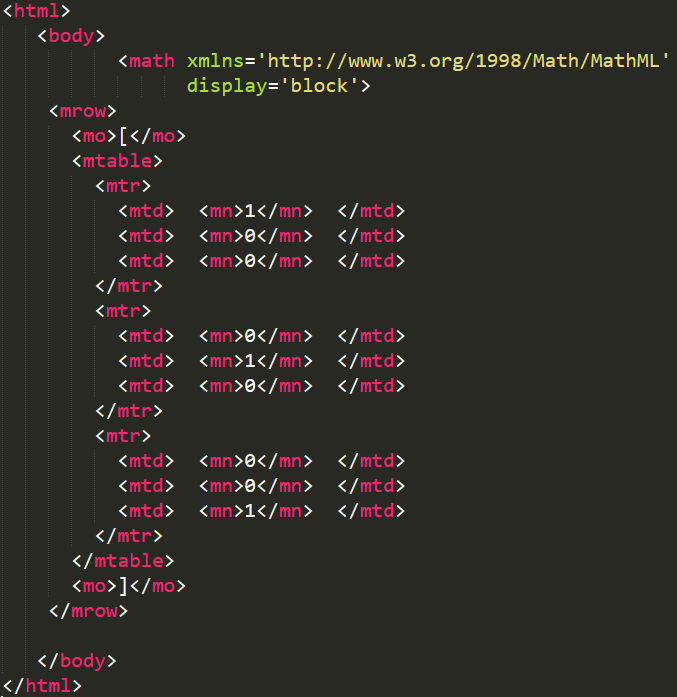 <html>
<body>
<math xmlns='http://www.w3.org/1998/Math/MathML'
display='block'>
<mrow>
<mo>[</mo>
<mtable>
<mtr>
<mtd>  <mn>1</mn>  </mtd>
<mtd>  <mn>0</mn>  </mtd>
<mtd>  <mn>0</mn>  </mtd>
</mtr>
<mtr>
<mtd>  <mn>0</mn>  </mtd>
<mtd>  <mn>1</mn>  </mtd>
<mtd>  <mn>0</mn>  </mtd>
</mtr>
<mtr>
<mtd>  <mn>0</mn>  </mtd>
<mtd>  <mn>0</mn>  </mtd>
<mtd>  <mn>1</mn>  </mtd>
</mtr>
</mtable>
<mo>]</mo>
</mrow>
</body>
</html>